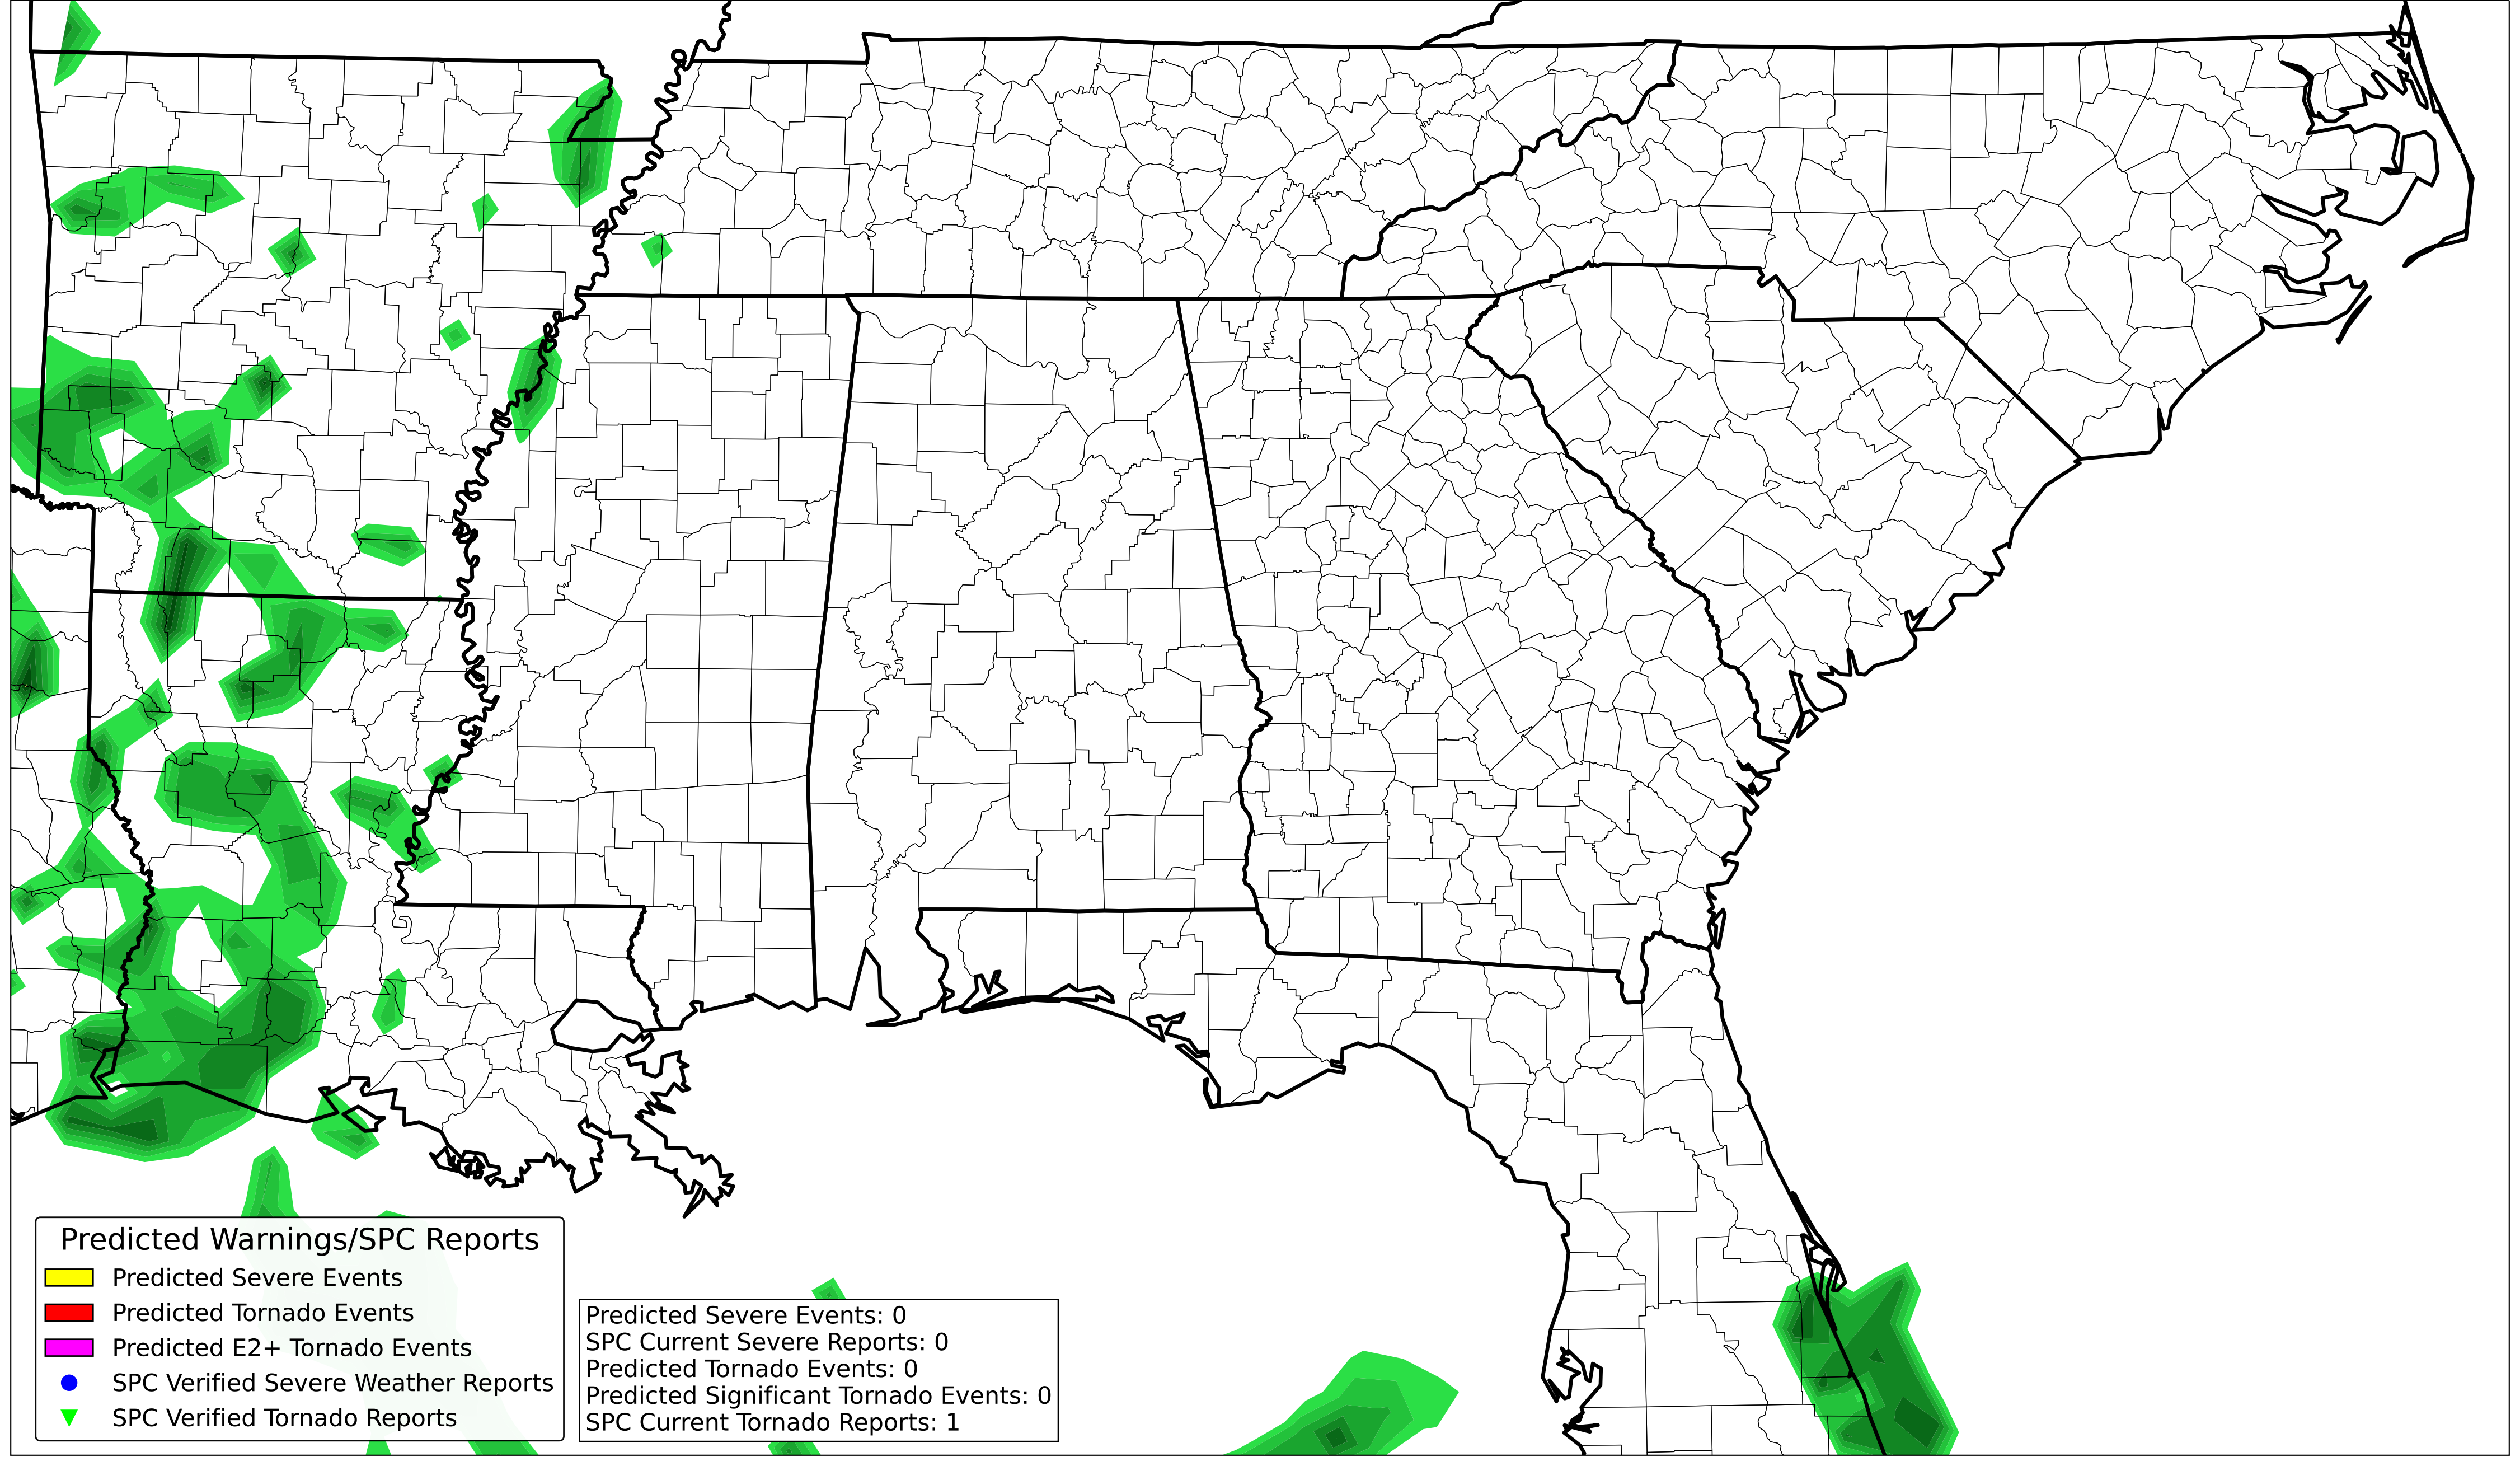 Predicted Warnings/SPC Reports
Predicted Severe Events
Predicted Tornado Events
Predicted E2+ Tornado Events
SPC Verified Severe Weather Reports
SPC Verified Tornado Reports
Predicted Severe Events: 0
SPC Current Severe Reports: 0
Predicted Tornado Events: 0
Predicted Significant Tornado Events: 0
SPC Current Tornado Reports: 1